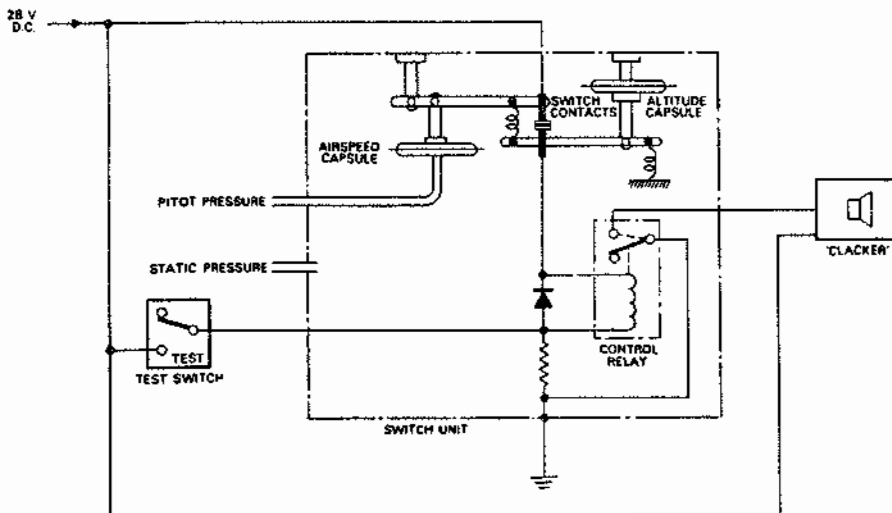 28 V
D.C.
SWITCH
CONTACTS
ALTITUDE
CAPSULE
AIRSPEED
CAPSULE
PITOT PRESSURE
STATIC PRESSURE
'CLACKER'
TEST
TEST SWITCH
CONTROL
RELAY
SWITCH UNIT